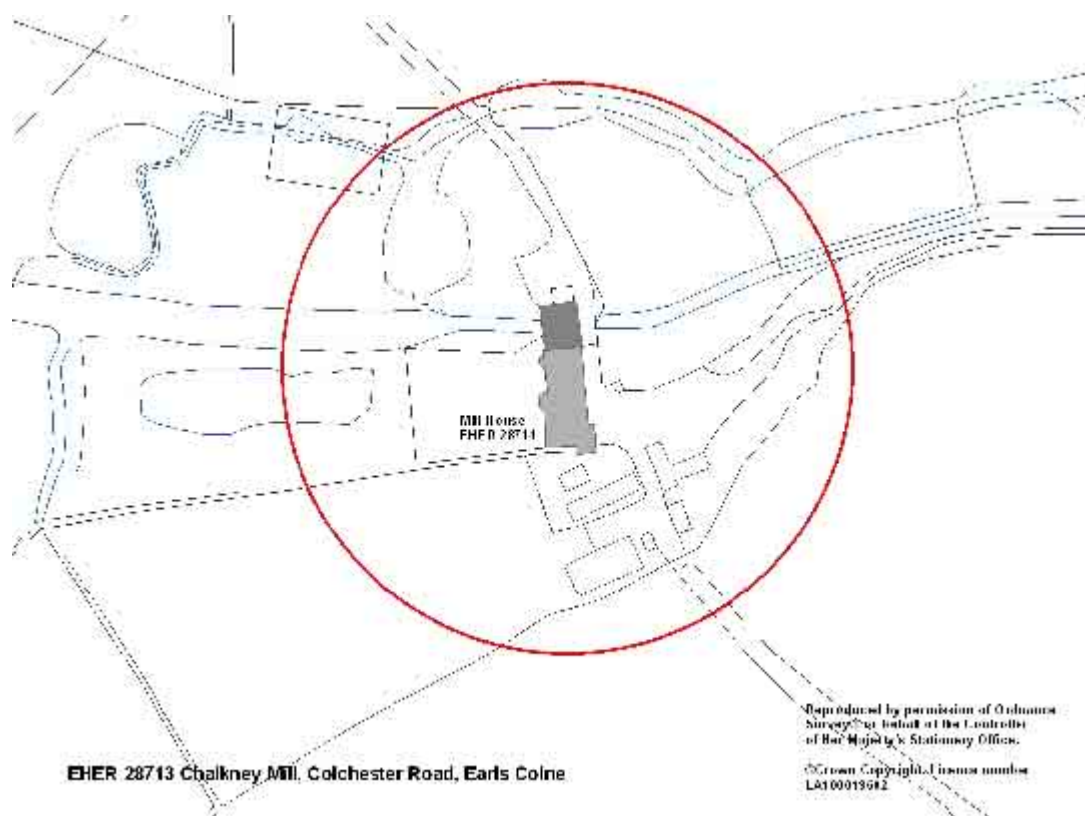 Mill House
EHER 28714
Reproduced by permission of Ordnance
Survey on behalf of the Controller
of Her Majesty's Stationery Office.
©Crown Copyright. Licence number
LA100019602
EHER 28713 Chalkney Mill, Colchester Road, Earls Colne